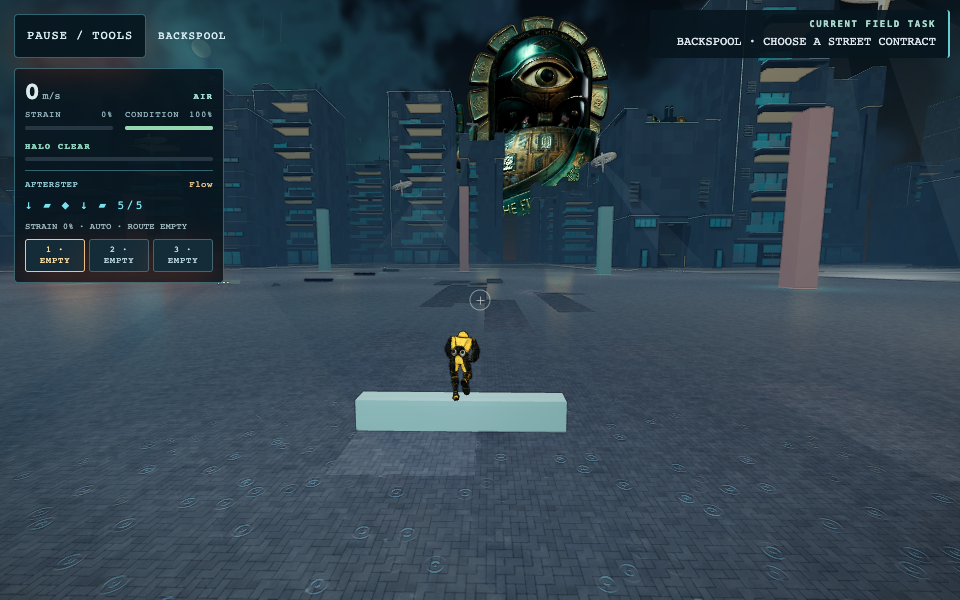 PAUSE / TOOLS
BACKSPOOL
CURRENT FIELD TASK
BACKSPOOL · CHOOSE A STREET CONTRACT
0 m/s
AIR
STRAIN 0%
CONDITION 100%
HALO CLEAR
AFTERSTEP
Flow
5/5
STRAIN 0% · AUTO · ROUTE EMPTY
1 · EMPTY
2 · EMPTY
3 · EMPTY